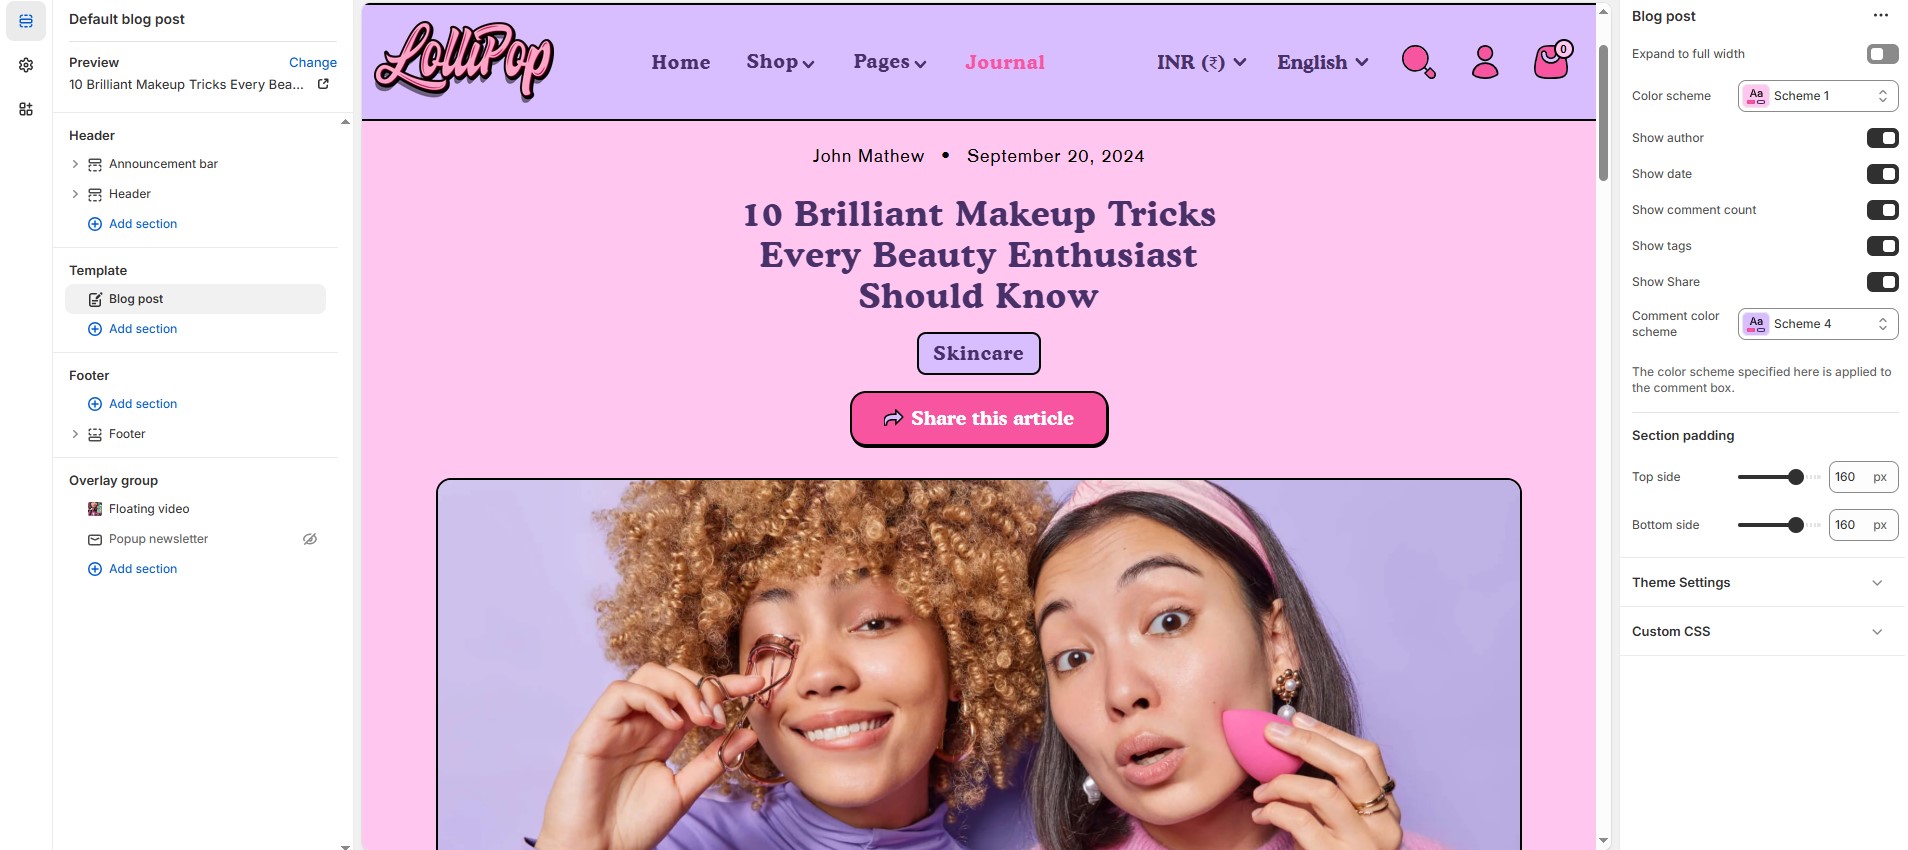 Default blog post
Preview
Change
10 Brilliant Makeup Tricks Every Bea...
Header
Announcement bar
Header
Add section
Template
Blog post
Add section
Footer
Add section
Footer
Overlay group
Floating video
Popup newsletter
Add section
LolliPop
Home
Shop
Pages
Journal
INR (₹)
English
0
John Mathew • September 20, 2024
10 Brilliant Makeup Tricks
Every Beauty Enthusiast
Should Know
Skincare
Share this article
Blog post
Expand to full width
Color scheme
Aa
Scheme 1
Show author
Show date
Show comment count
Show tags
Show Share
Comment color
scheme
Aa
Scheme 4
The color scheme specified here is applied to
the comment box.
Section padding
Top side
160 px
Bottom side
160 px
Theme Settings
Custom CSS